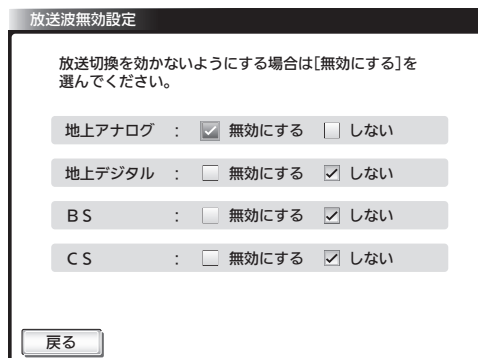 放送波無効設定
放送切換を効かないようにする場合は[無効にする]を
選んでください。
地上アナログ : 無効にする しない
地上デジタル : 無効にする しない
BS : 無効にする しない
CS : 無効にする しない
戻る